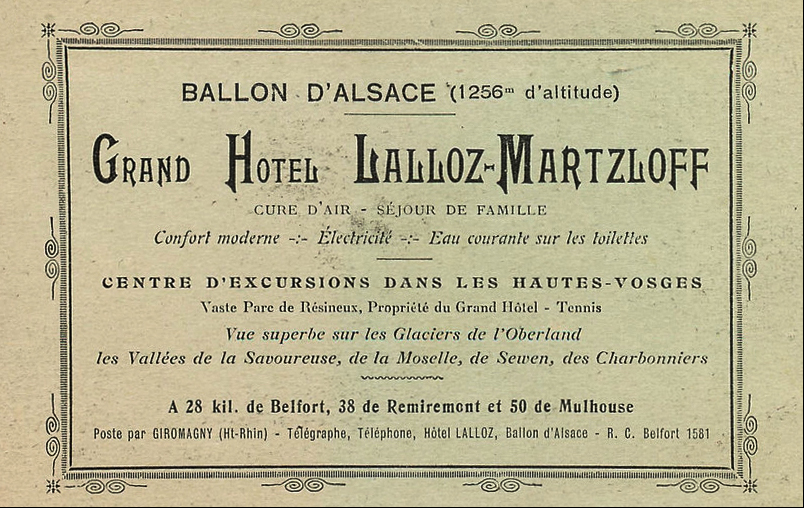 BALLON D'ALSACE (1256m d'altitude)
GRAND HOTEL LALLOZ-MARTZLOFF
CURE D'AIR - SÉJOUR DE FAMILLE
Confort moderne -:- Électricité -:- Eau courante sur les toilettes
CENTRE D'EXCURSIONS DANS LES HAUTES-VOSGES
Vaste Parc de Résineux, Propriété du Grand Hôtel - Tennis
Vue superbe sur les Glaciers de l'Oberland
les Vallées de la Savoureuse, de la Moselle, de Sewen, des Charbonniers
A 28 kil. de Belfort, 38 de Remiremont et 50 de Mulhouse
Poste par GIROMAGNY (Ht-Rhin) - Télégraphe, Téléphone, Hôtel LALLOZ, Ballon d'Alsace - R. C. Belfort 1581